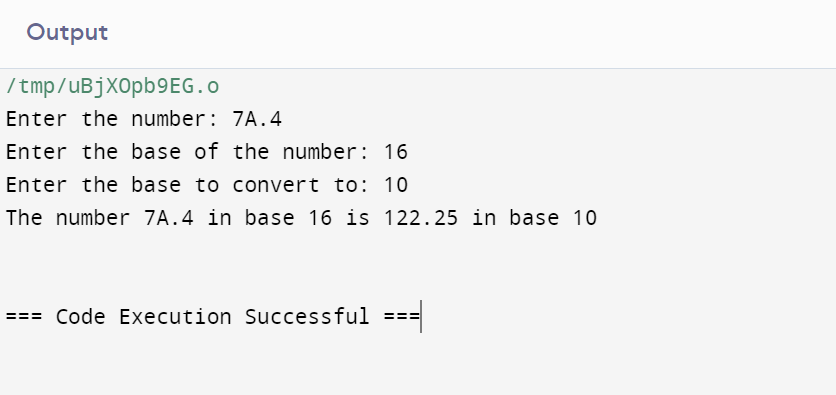 Output
/tmp/uBjXOpb9EG.o
Enter the number: 7A.4
Enter the base of the number: 16
Enter the base to convert to: 10
The number 7A.4 in base 16 is 122.25 in base 10
=== Code Execution Successful ===